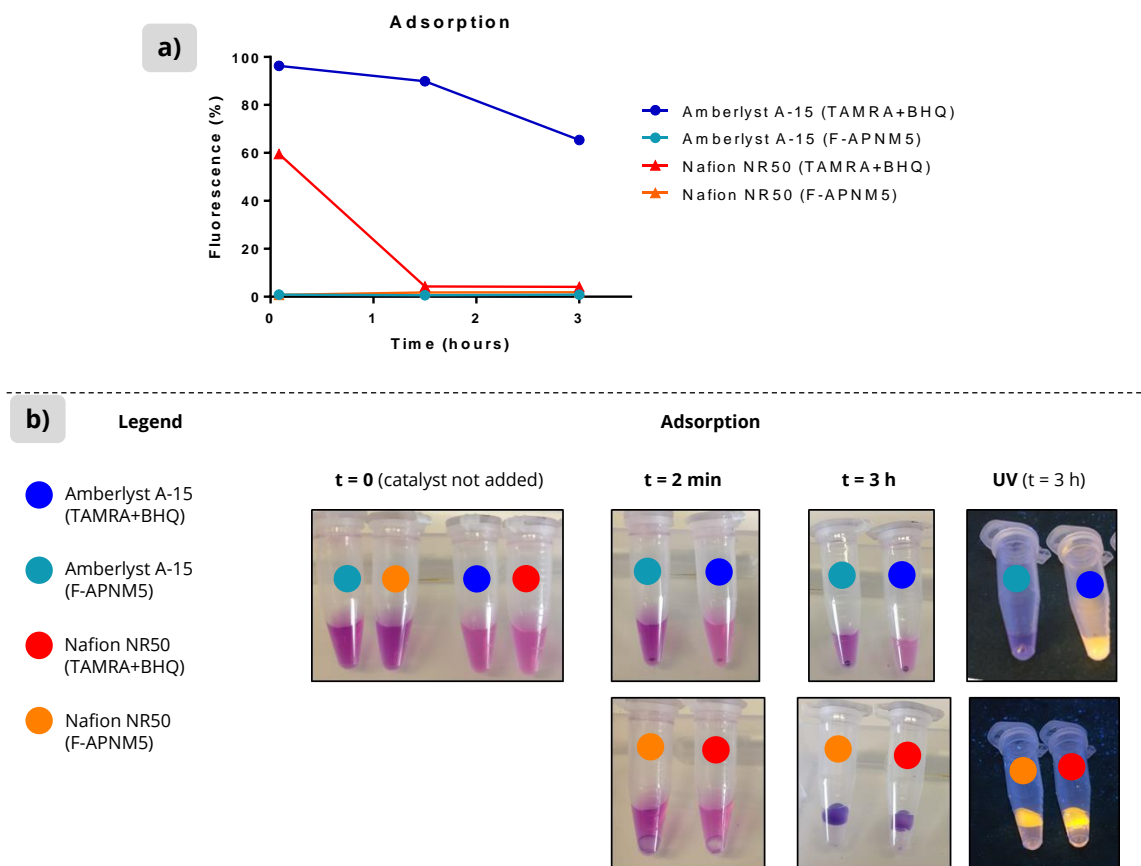 Adsorption
a)
100
80
60
40
20
0
Fluorescence (%)
0 1 2 3
Time (hours)
Amberlyst A-15 (TAMRA+BHQ)
Amberlyst A-15 (F-APNM5)
Nafion NR50 (TAMRA+BHQ)
Nafion NR50 (F-APNM5)
b)
Legend
Adsorption
Amberlyst A-15
(TAMRA+BHQ)
Amberlyst A-15
(F-APNM5)
Nafion NR50
(TAMRA+BHQ)
Nafion NR50
(F-APNM5)
t = 0 (catalyst not added)
t = 2 min
t = 3 h
UV (t = 3 h)